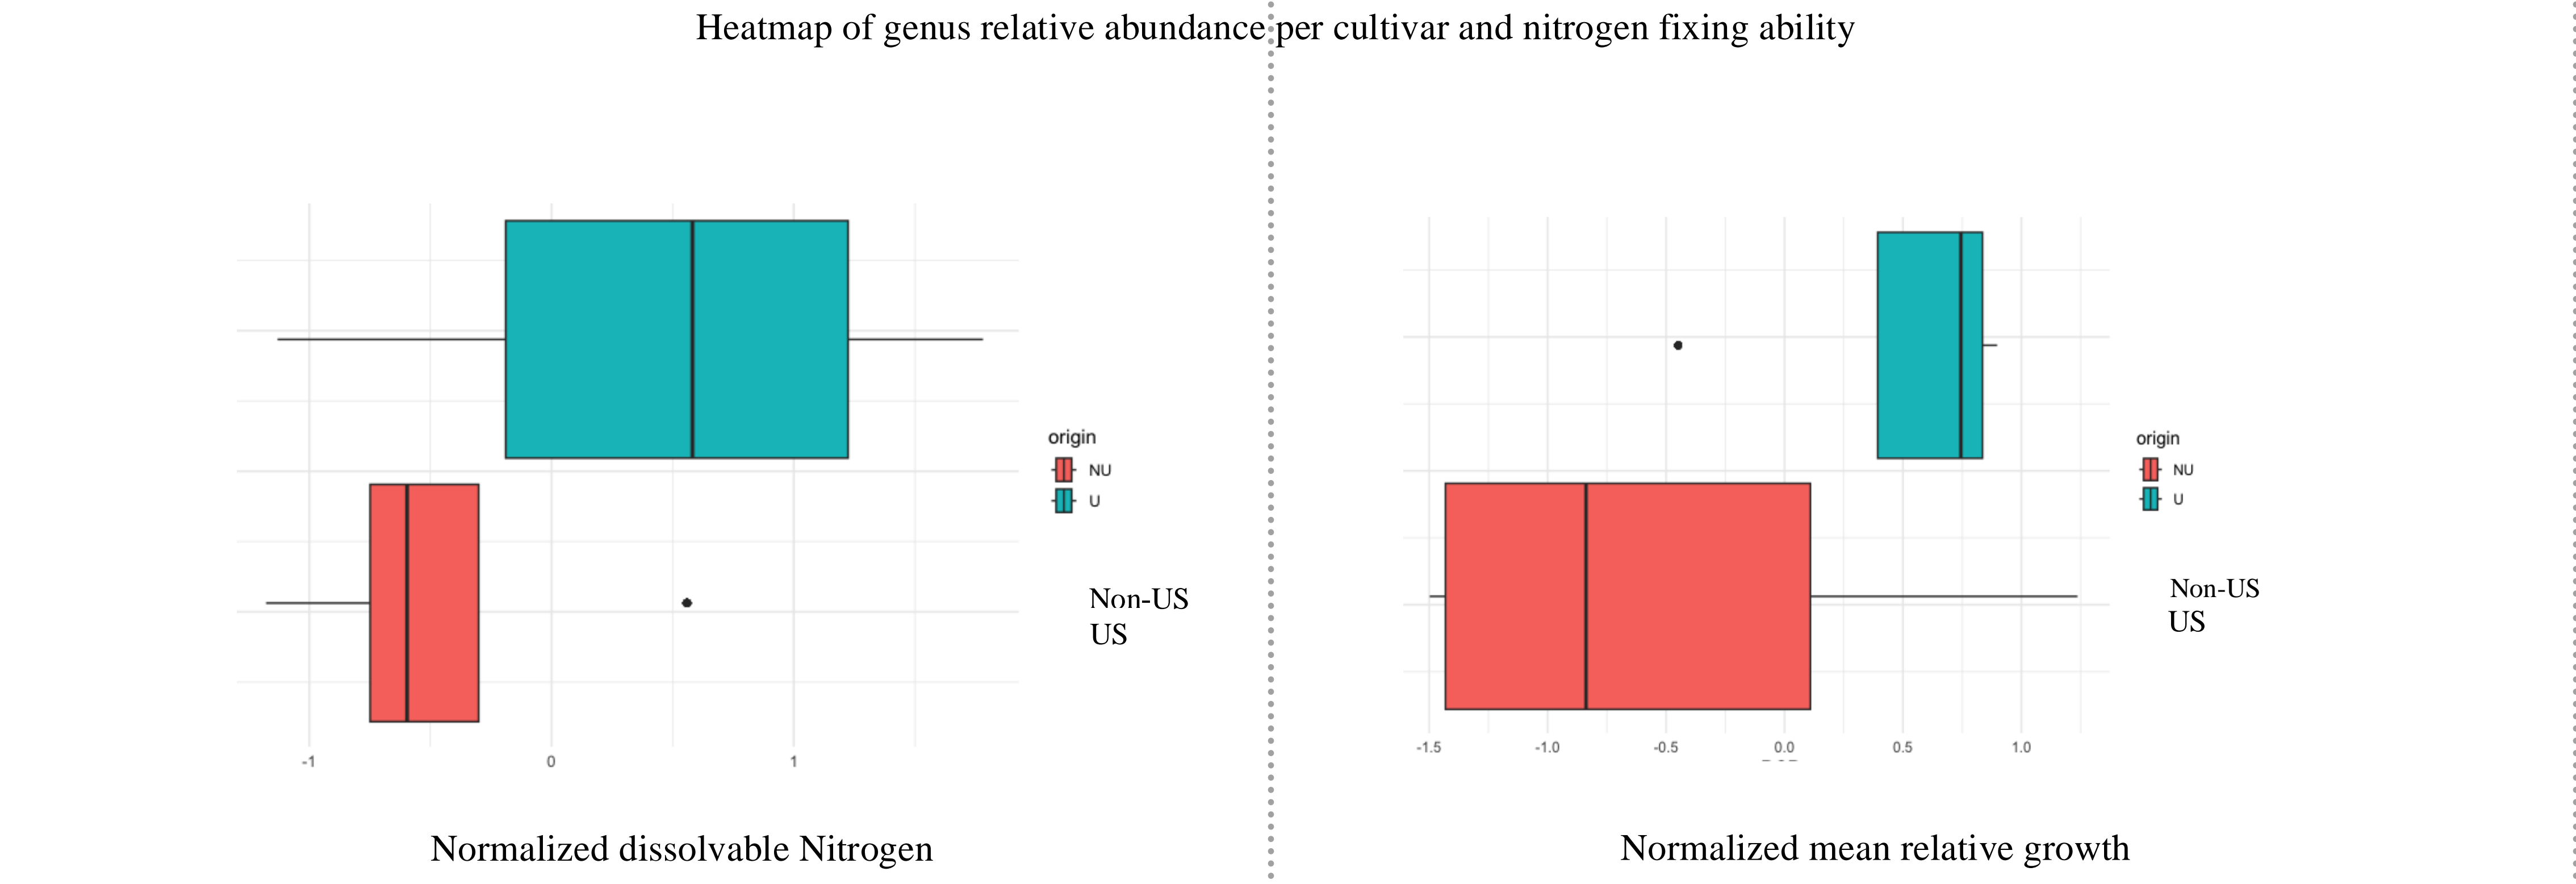 Heatmap of genus relative abundance per cultivar and nitrogen fixing ability
origin
NU
U
Non-US
US
-1 0 1
Normalized dissolvable Nitrogen
origin
NU
U
Non-US
US
-1.5 -1.0 -0.5 0.0 0.5 1.0
Normalized mean relative growth